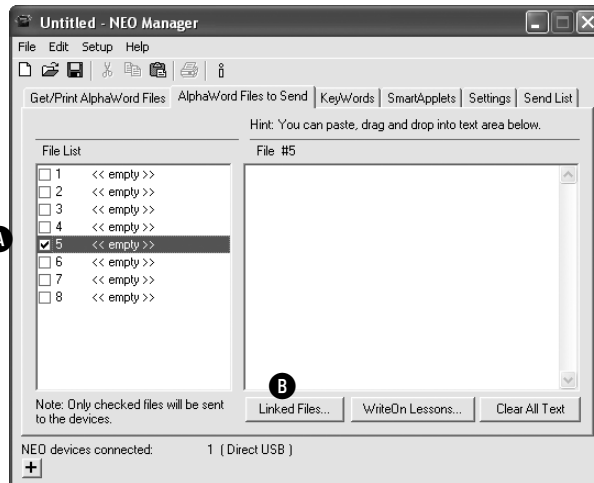 Untitled - NEO Manager
File Edit Setup Help
Get/Print AlphaWord Files AlphaWord Files to Send KeyWords SmartApplets Settings Send List
Hint: You can paste, drag and drop into text area below.
File List
File #5
1 << empty >>
2 << empty >>
3 << empty >>
4 << empty >>
A
5 << empty >>
6 << empty >>
7 << empty >>
8 << empty >>
B
Note: Only checked files will be sent
to the devices.
Linked Files... WriteOn Lessons... Clear All Text
NEO devices connected: 1 ( Direct USB )
+